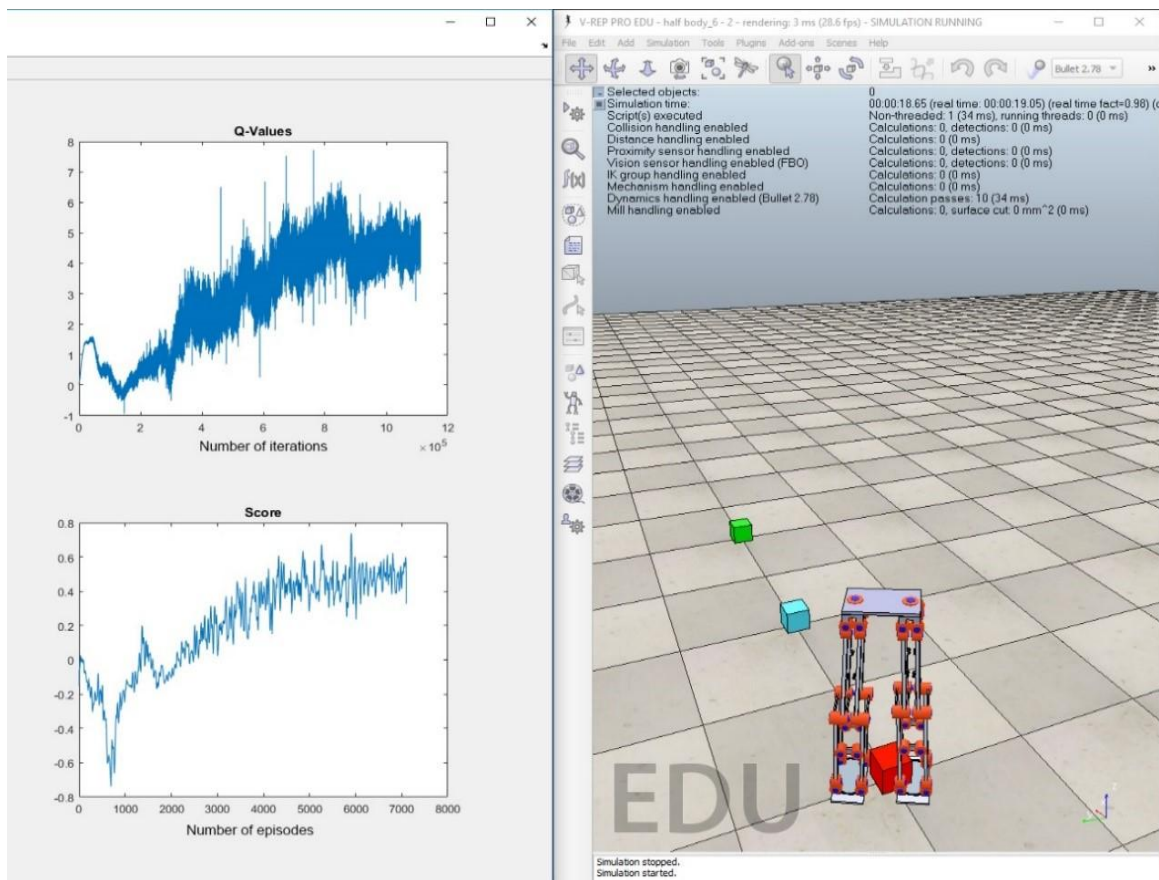 Q-Values
8
7
6
5
4
3
2
1
0
-1
0 2 4 6 8 10 12
Number of iterations × 10^5
Score
0.8
0.6
0.4
0.2
0
-0.2
-0.4
-0.6
-0.8
0 1000 2000 3000 4000 5000 6000 7000 8000
Number of episodes
V-REP PRO EDU - half body_6 - 2 - rendering: 3 ms (28.6 fps) - SIMULATION RUNNING
File Edit Add Simulation Tools Plugins Add-ons Scenes Help
f(x) Bullet 2.78 »
Selected objects: 0
Simulation time: 00:00:18.65 (real time: 00:00:19.05) (real time fact=0.98) (
Script(s) executed Non-threaded: 1 (34 ms), running threads: 0 (0 ms)
Collision handling enabled Calculations: 0, detections: 0 (0 ms)
Distance handling enabled Calculations: 0 (0 ms)
Proximity sensor handling enabled Calculations: 0, detections: 0 (0 ms)
Vision sensor handling enabled (FBO) Calculations: 0, detections: 0 (0 ms)
IK group handling enabled Calculations: 0 (0 ms)
Mechanism handling enabled Calculations: 0 (0 ms)
Dynamics handling enabled (Bullet 2.78) Calculation passes: 10 (34 ms)
Mill handling enabled Calculations: 0, surface cut: 0 mm^2 (0 ms)
EDU
Simulation stopped.
Simulation started.